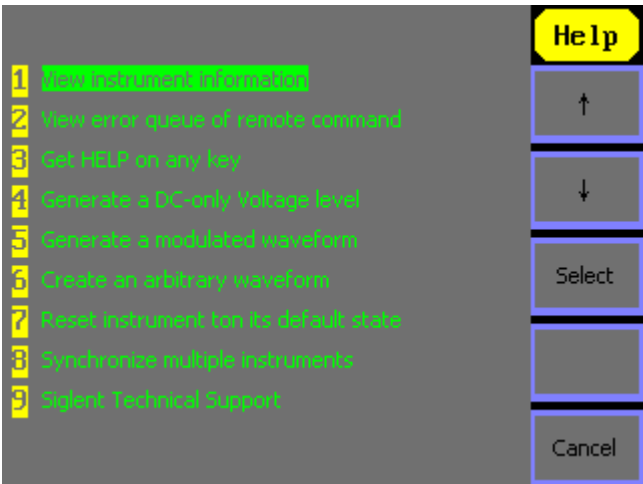 Help
1 View instrument information
2 View error queue of remote command
3 Get HELP on any key
4 Generate a DC-only Voltage level
5 Generate a modulated waveform
6 Create an arbitrary waveform
7 Reset instrument ton its default state
8 Synchronize multiple instruments
9 Siglent Technical Support
↑
↓
Select
Cancel